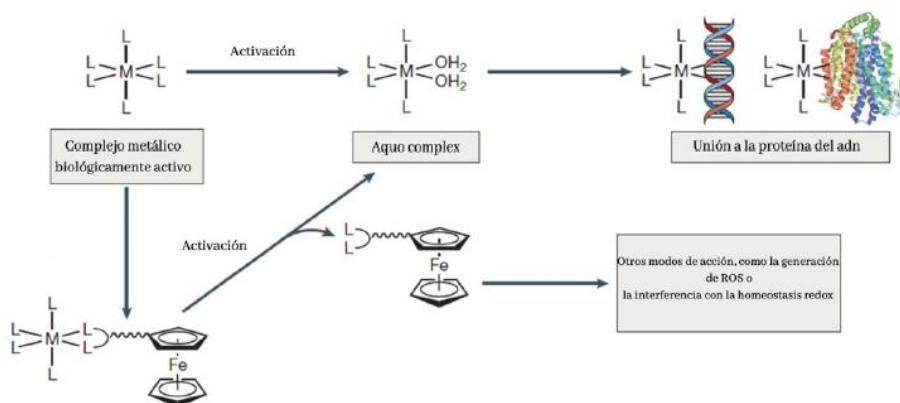 L
L L
M
L L
L
Activación
L
L OH₂
M
L OH₂
L
L
L
M
L
L
L
L
M
L
L
Complejo metálico
biológicamente activo
Aquo complex
Unión a la proteína del adn
Activación
L
L
Fe
Otros modos de acción, como la generación
de ROS o
la interferencia con la homeostasis redox
L
L L
M
L L
L
Fe